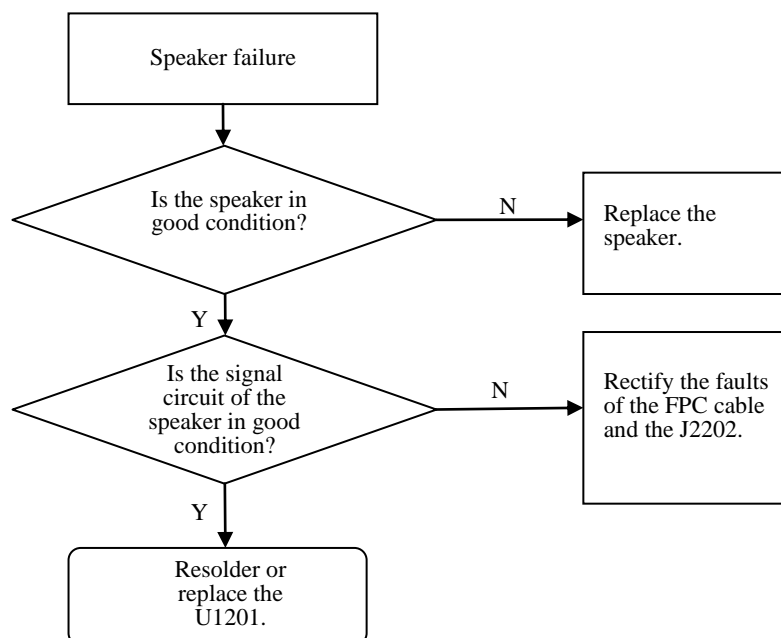 Speaker failure
Is the speaker in
good condition?
N
Replace the
speaker.
Y
Is the signal
circuit of the
speaker in good
condition?
N
Rectify the faults
of the FPC cable
and the J2202.
Y
Resolder or
replace the
U1201.